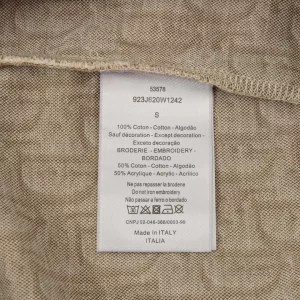 53578
923J620W1242
S
100% Coton - Cotton - Algodão
Sauf décoration - Except decoration -
Exceto decoração
BRODERIE - EMBROIDERY -
BORDADO
50% Coton - Cotton - Algodão
50% Acrylique - Acrylic - Acrílico
Ne pas repasser la broderie
Do not iron embroidery
Não passar a ferro o bordado
Made in ITALY
ITALIA